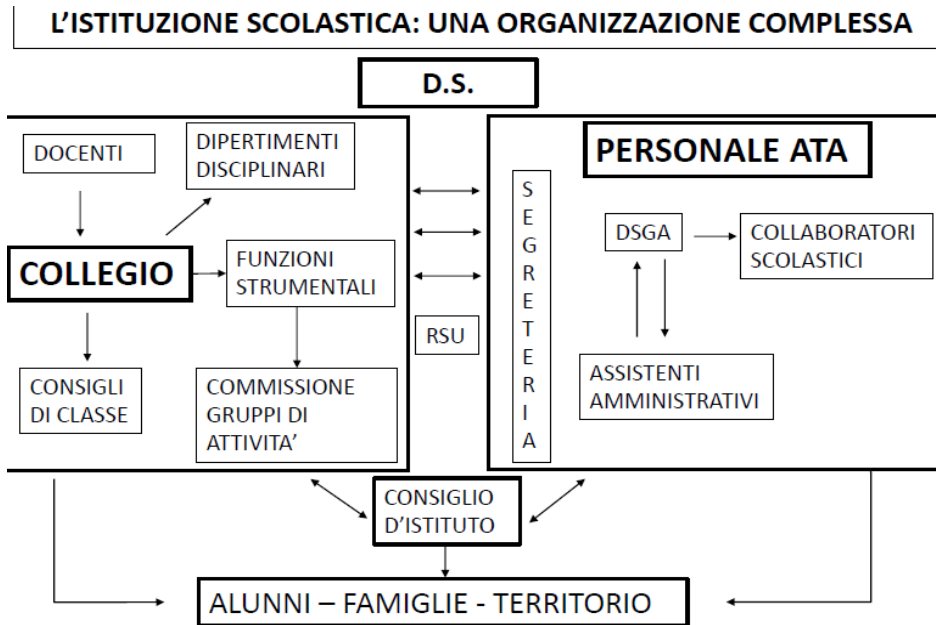 L’ISTITUZIONE SCOLASTICA: UNA ORGANIZZAZIONE COMPLESSA
D.S.
DOCENTI
DIPERTIMENTI
DISCIPLINARI
COLLEGIO
FUNZIONI
STRUMENTALI
CONSIGLI
DI CLASSE
COMMISSIONE
GRUPPI DI
ATTIVITA’
RSU
PERSONALE ATA
S
E
G
R
E
T
E
R
I
A
DSGA
COLLABORATORI
SCOLASTICI
ASSISTENTI
AMMINISTRATIVI
CONSIGLIO
D’ISTITUTO
ALUNNI – FAMIGLIE - TERRITORIO